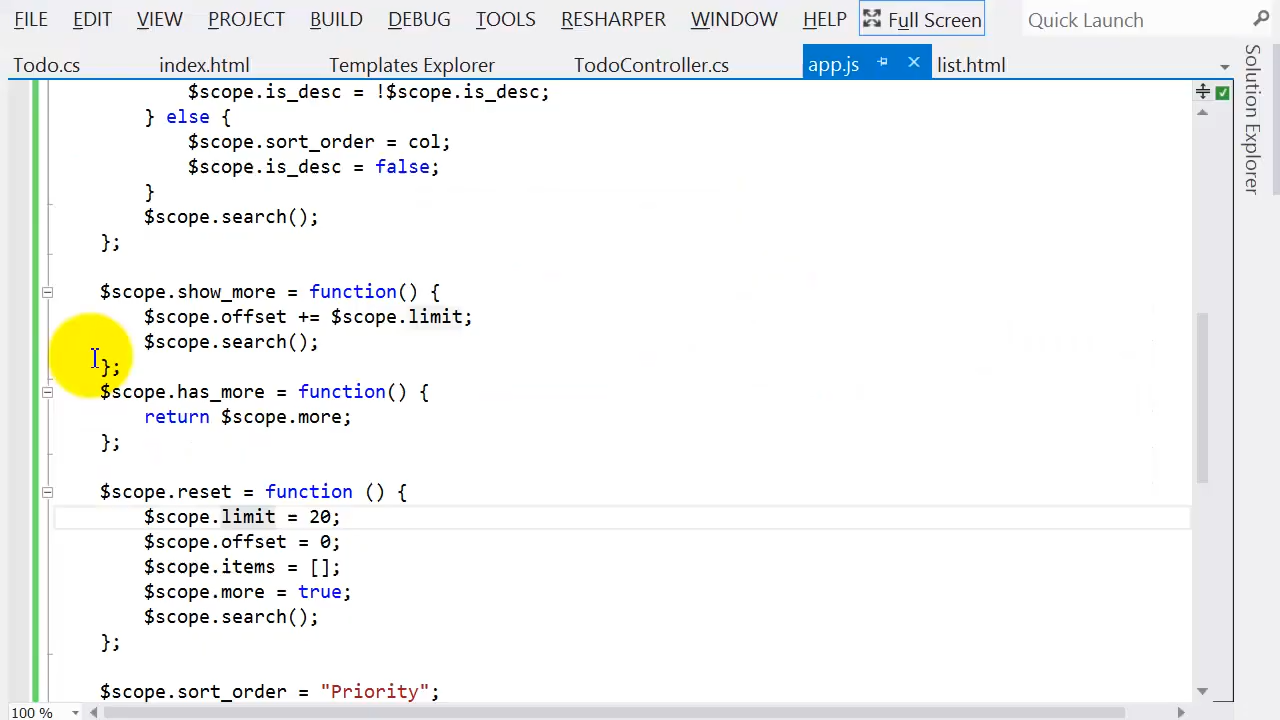 FILE EDIT VIEW PROJECT BUILD DEBUG TOOLS RESHARPER WINDOW HELP Full Screen Quick Launch
Todo.cs index.html Templates Explorer TodoController.cs app.js list.html
Solution Explorer
$scope.is_desc = !$scope.is_desc;
} else {
$scope.sort_order = col;
$scope.is_desc = false;
}
$scope.search();
};
$scope.show_more = function() {
$scope.offset += $scope.limit;
$scope.search();
};
$scope.has_more = function() {
return $scope.more;
};
$scope.reset = function () {
$scope.limit = 20;
$scope.offset = 0;
$scope.items = [];
$scope.more = true;
$scope.search();
};
$scope.sort_order = "Priority";
100 %